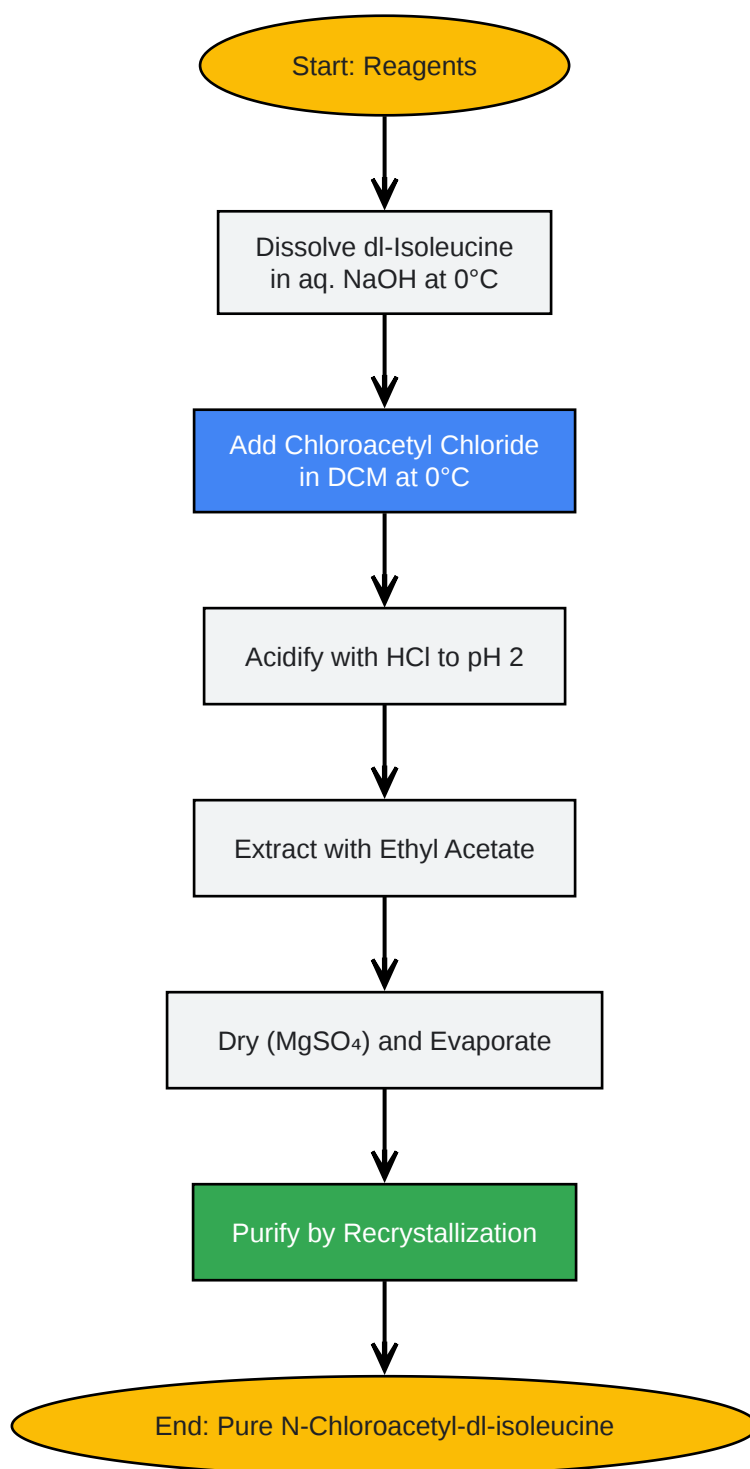 Start: Reagents
Dissolve dl-Isoleucine
in aq. NaOH at 0°C
Add Chloroacetyl Chloride
in DCM at 0°C
Acidify with HCl to pH 2
Extract with Ethyl Acetate
Dry (MgSO₄) and Evaporate
Purify by Recrystallization
End: Pure N-Chloroacetyl-dl-isoleucine